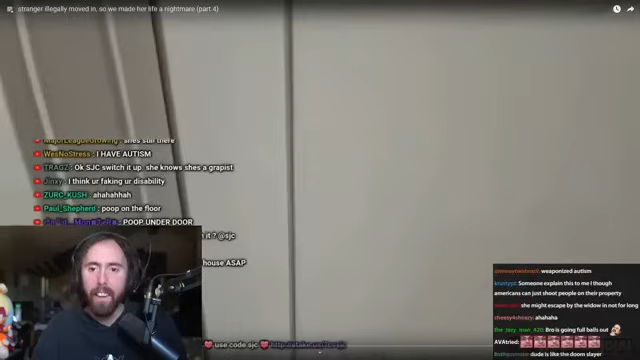 stranger illegally moved in, so we made her life a nightmare (part 4)
MajorLeagueGrowing : shes still there
WesNoStress : I HAVE AUTISM
TRAGZ : Ok SJC switch it up. she knows shes a grapist
Jinxy : I think ur faking ur disability
ZURC_KUSH : ahahahhah
Paul_Shepherd : poop on the floor
: POOP UNDER DOOR
it ? @sjc
house ASAP
use code sjc
: weaponized autism
: Someone explain this to me I though
americans can just shoot people on their property
: she might escape by the widow in not for long
: ahahaha
: Bro is going full balls out
AVAtried:
: dude is like the doom slayer